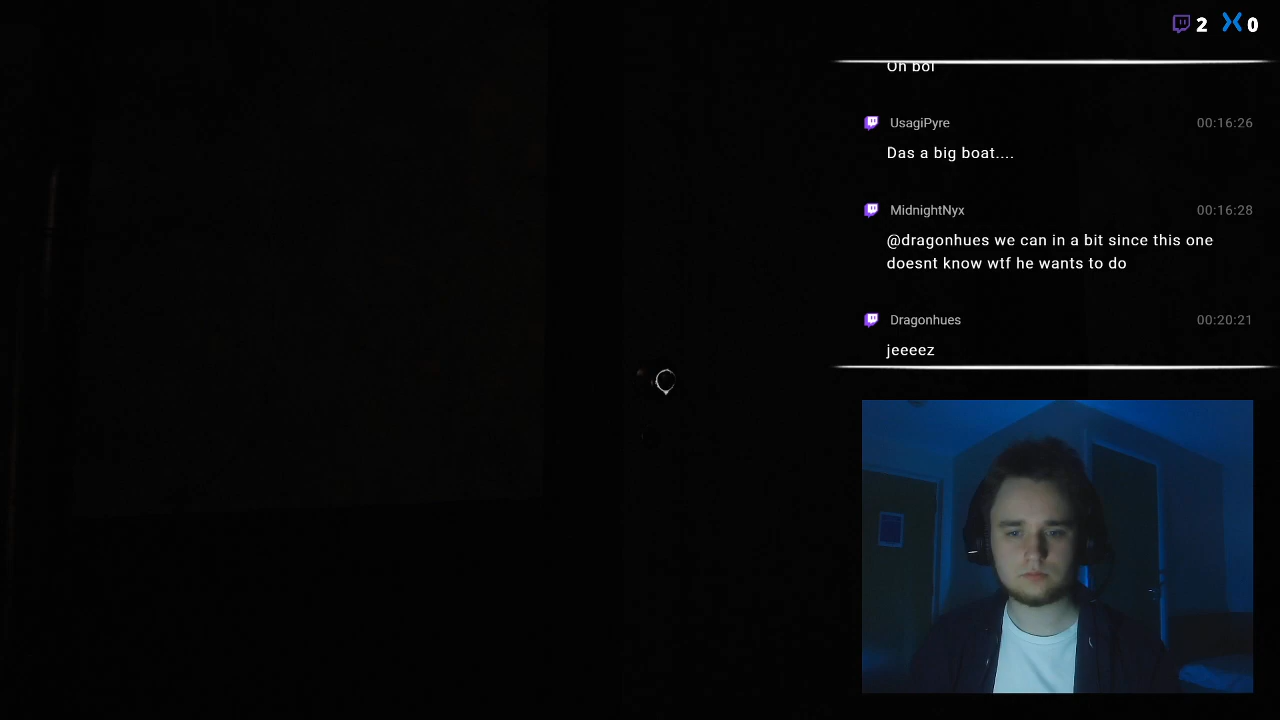 2 0
Oh boi
UsagiPyre 00:16:26
Das a big boat....
MidnightNyx 00:16:28
@dragonhues we can in a bit since this one
doesnt know wtf he wants to do
Dragonhues 00:20:21
jeeeez